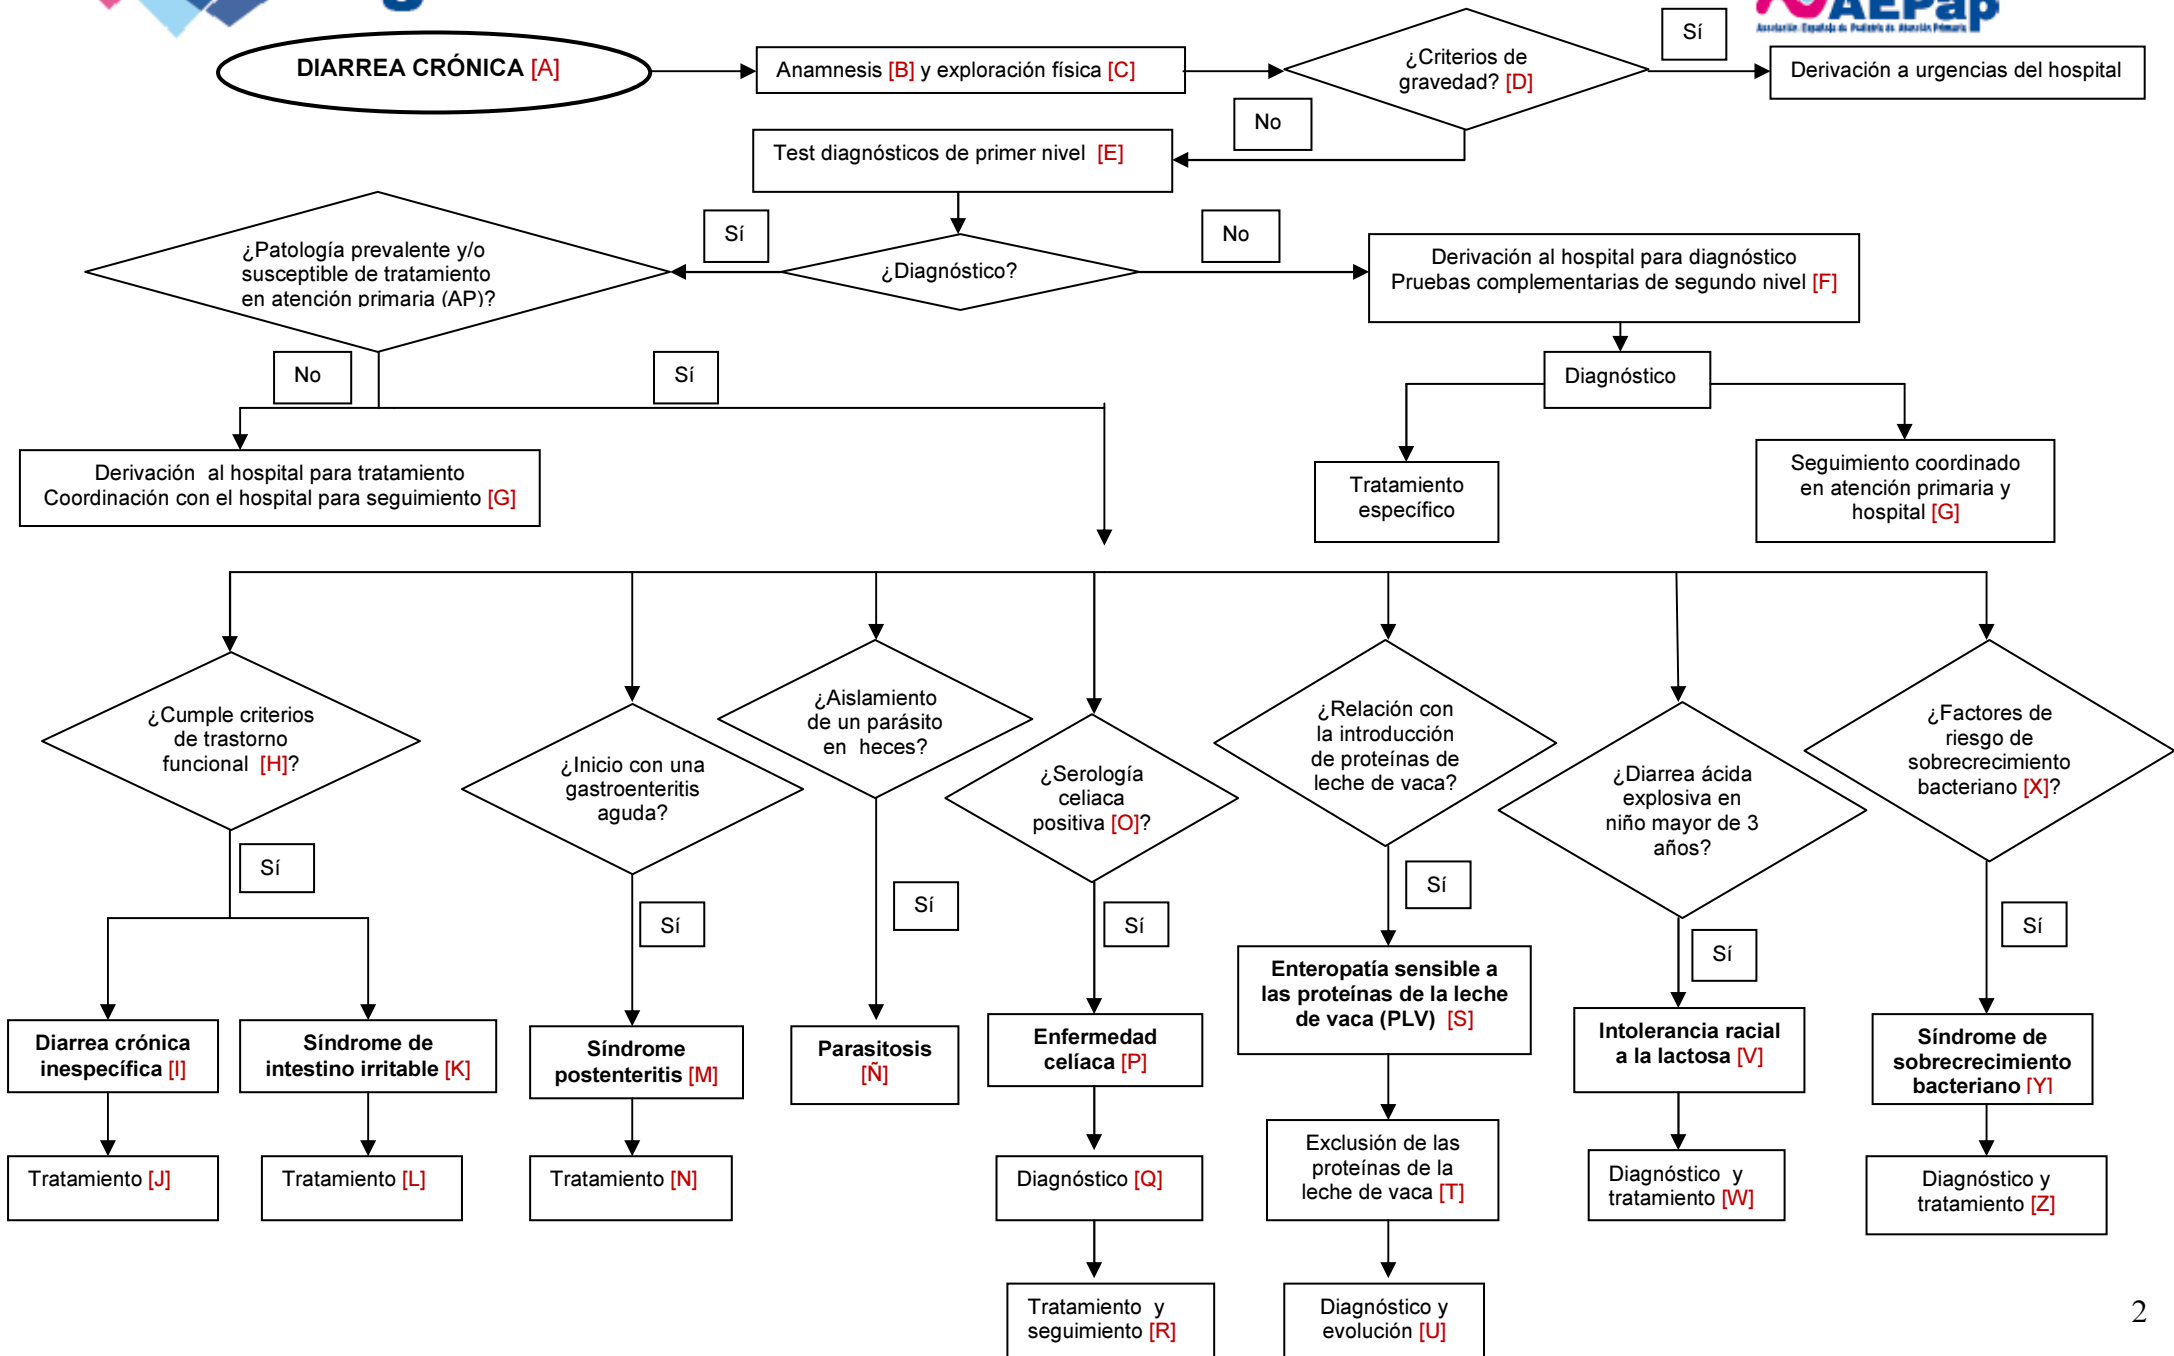 AEPap
Asociación Española de Pediatría de Atención Primaria
DIARREA CRÓNICA [A]
Anamnesis [B] y exploración física [C]
¿Criterios de
gravedad? [D]
Sí
Derivación a urgencias del hospital
No
Test diagnósticos de primer nivel [E]
¿Patología prevalente y/o
susceptible de tratamiento
en atención primaria (AP)?
Sí
¿Diagnóstico?
No
Derivación al hospital para diagnóstico
Pruebas complementarias de segundo nivel [F]
No
Sí
Diagnóstico
Derivación al hospital para tratamiento
Coordinación con el hospital para seguimiento [G]
Tratamiento
específico
Seguimiento coordinado
en atención primaria y
hospital [G]
¿Cumple criterios
de trastorno
funcional [H]?
¿Inicio con una
gastroenteritis
aguda?
¿Aislamiento
de un parásito
en heces?
¿Serología
celiaca
positiva [O]?
¿Relación con
la introducción
de proteínas de
leche de vaca?
¿Diarrea ácida
explosiva en
niño mayor de 3
años?
¿Factores de
riesgo de
sobrecrecimiento
bacteriano [X]?
Sí
Sí
Sí
Sí
Sí
Sí
Sí
Diarrea crónica
inespecífica [I]
Síndrome de
intestino irritable [K]
Síndrome
postenteritis [M]
Parasitosis
[Ñ]
Enfermedad
celíaca [P]
Enteropatía sensible a
las proteínas de la leche
de vaca (PLV) [S]
Intolerancia racial
a la lactosa [V]
Síndrome de
sobrecrecimiento
bacteriano [Y]
Tratamiento [J]
Tratamiento [L]
Tratamiento [N]
Diagnóstico [Q]
Exclusión de las
proteínas de la
leche de vaca [T]
Diagnóstico y
tratamiento [W]
Diagnóstico y
tratamiento [Z]
Tratamiento y
seguimiento [R]
Diagnóstico y
evolución [U]
2